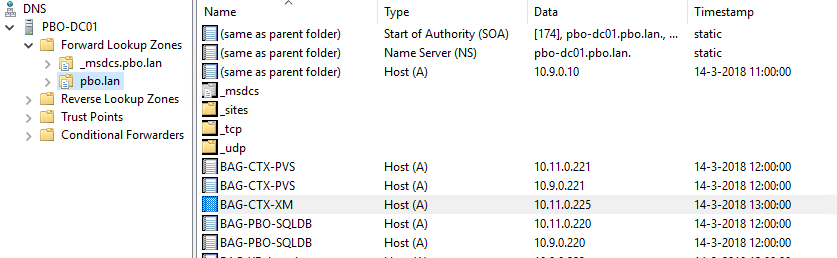 DNS
PBO-DC01
Forward Lookup Zones
_msdcs.pbo.lan
pbo.lan
Reverse Lookup Zones
Trust Points
Conditional Forwarders
Name Type Data Timestamp
(same as parent folder) Start of Authority (SOA) [174], pbo-dc01.pbo.lan., ... static
(same as parent folder) Name Server (NS) pbo-dc01.pbo.lan. static
(same as parent folder) Host (A) 10.9.0.10 14-3-2018 11:00:00
_msdcs
_sites
_tcp
_udp
BAG-CTX-PVS Host (A) 10.11.0.221 14-3-2018 12:00:00
BAG-CTX-PVS Host (A) 10.9.0.221 14-3-2018 12:00:00
BAG-CTX-XM Host (A) 10.11.0.225 14-3-2018 13:00:00
BAG-PBO-SQLDB Host (A) 10.11.0.220 14-3-2018 12:00:00
BAG-PBO-SQLDB Host (A) 10.9.0.220 14-3-2018 12:00:00